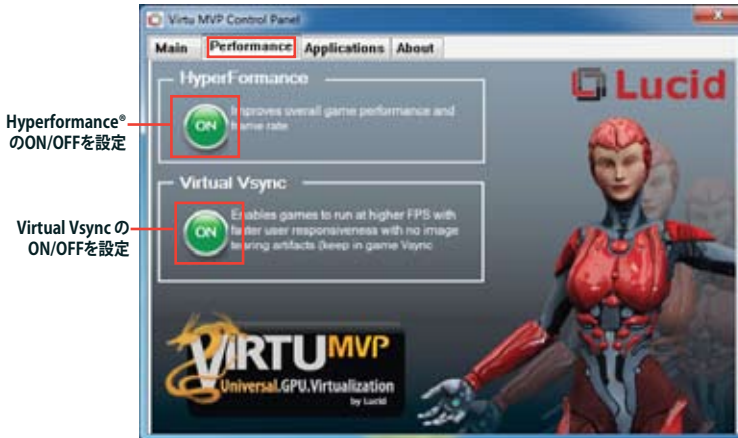 Virtu MVP Control Panel
Main Performance Applications About
HyperFormance
ON
Improves overall game performance and
frame rate
Lucid
Hyperformance®
のON/OFFを設定
Virtual Vsync
ON
Enables games to run at higher FPS with
faster user responsiveness with no image
tearing artifacts (keep in game Vsync
Virtual Vsync の
ON/OFFを設定
VIRTU MVP
Universal.GPU.Virtualization
by Lucid